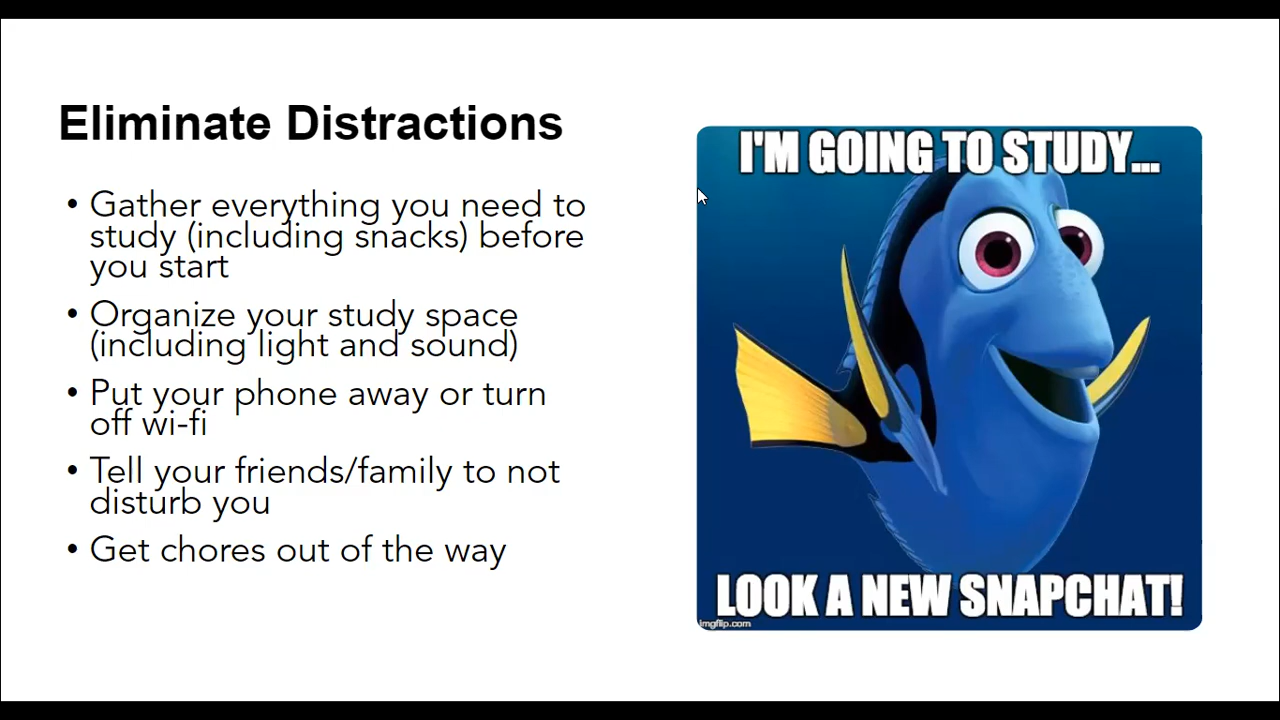 Eliminate Distractions
• Gather everything you need to
study (including snacks) before
you start
• Organize your study space
(including light and sound)
• Put your phone away or turn
off wi-fi
• Tell your friends/family to not
disturb you
• Get chores out of the way
I'M GOING TO STUDY...
LOOK A NEW SNAPCHAT!
imgflip.com